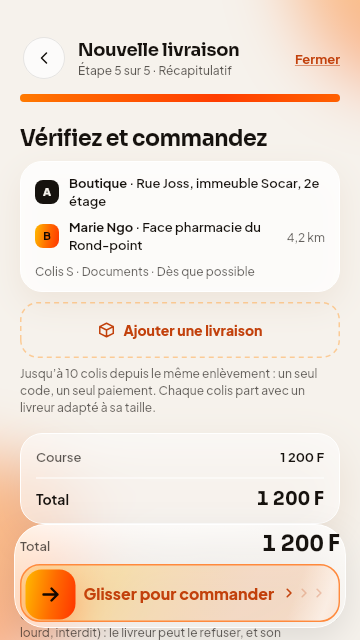 Nouvelle livraison
Étape 5 sur 5 · Récapitulatif
Fermer
Vérifiez et commandez
A
Boutique · Rue Joss, immeuble Socar, 2e
étage
B
Marie Ngo · Face pharmacie du
Rond-point
4,2 km
Colis S · Documents · Dès que possible
Ajouter une livraison
Jusqu'à 10 colis depuis le même enlèvement : un seul
code, un seul paiement. Chaque colis part avec un
livreur adapté à sa taille.
Course
1 200 F
Total
1 200 F
Total
1 200 F
Glisser pour commander
lourd, interdit) : le livreur peut le refuser, et son